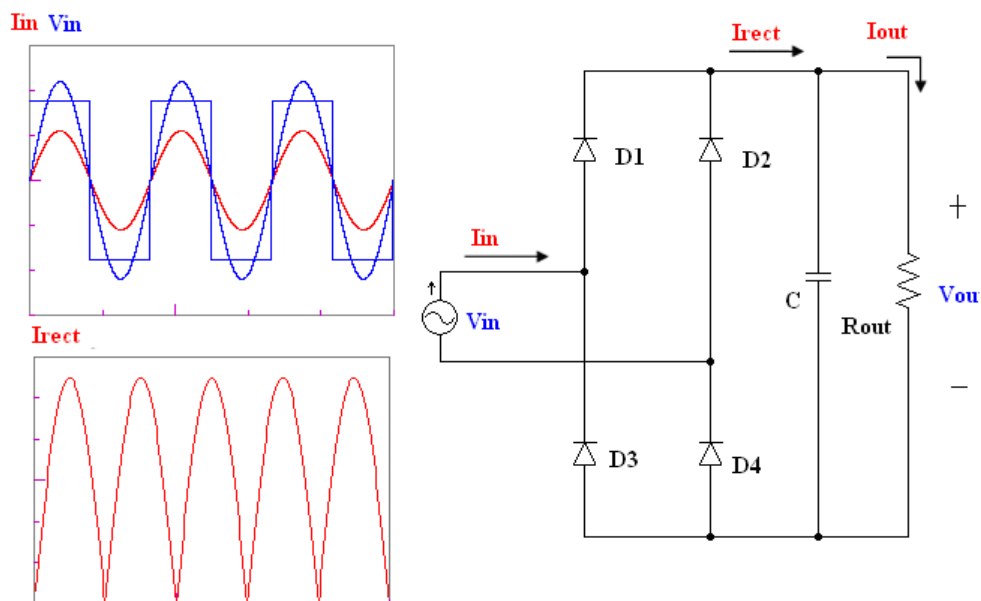 Iin Vin
Irect
Irect
Iout
D1
D2
Iin
+
Vin
C
Rout
Vou
−
D3
D4